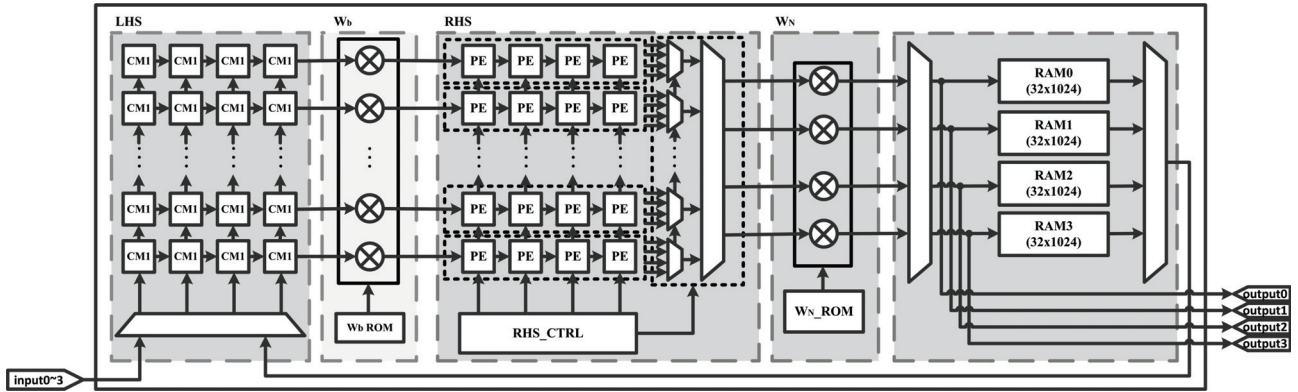 LHS Wb RHS WN
CM1 CM1 CM1 CM1 PE PE PE PE RAM0
(32x1024)
CM1 CM1 CM1 CM1 PE PE PE PE RAM1
(32x1024)
CM1 CM1 CM1 CM1 PE PE PE PE RAM2
(32x1024)
CM1 CM1 CM1 CM1 PE PE PE PE RAM3
(32x1024)
Wb ROM
RHS_CTRL
WN_ROM
output0
output1
output2
output3
input0~3